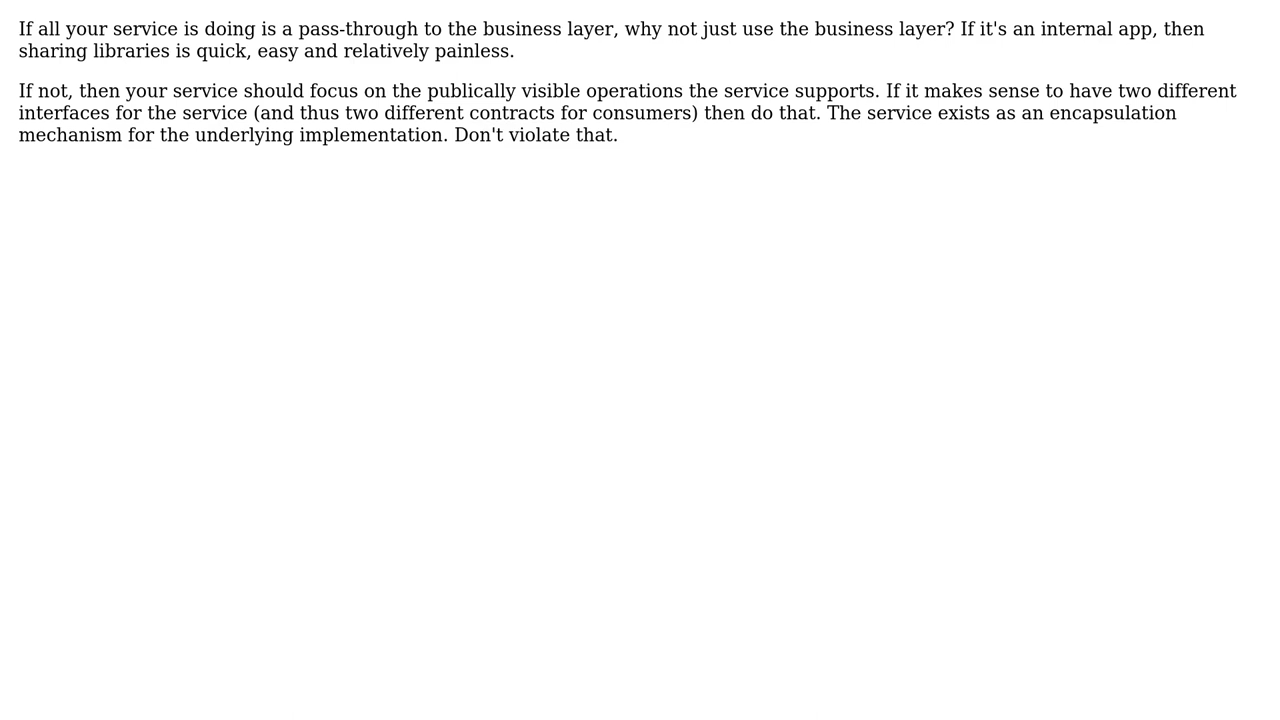 If all your service is doing is a pass-through to the business layer, why not just use the business layer? If it's an internal app, then
sharing libraries is quick, easy and relatively painless.
If not, then your service should focus on the publically visible operations the service supports. If it makes sense to have two different
interfaces for the service (and thus two different contracts for consumers) then do that. The service exists as an encapsulation
mechanism for the underlying implementation. Don't violate that.